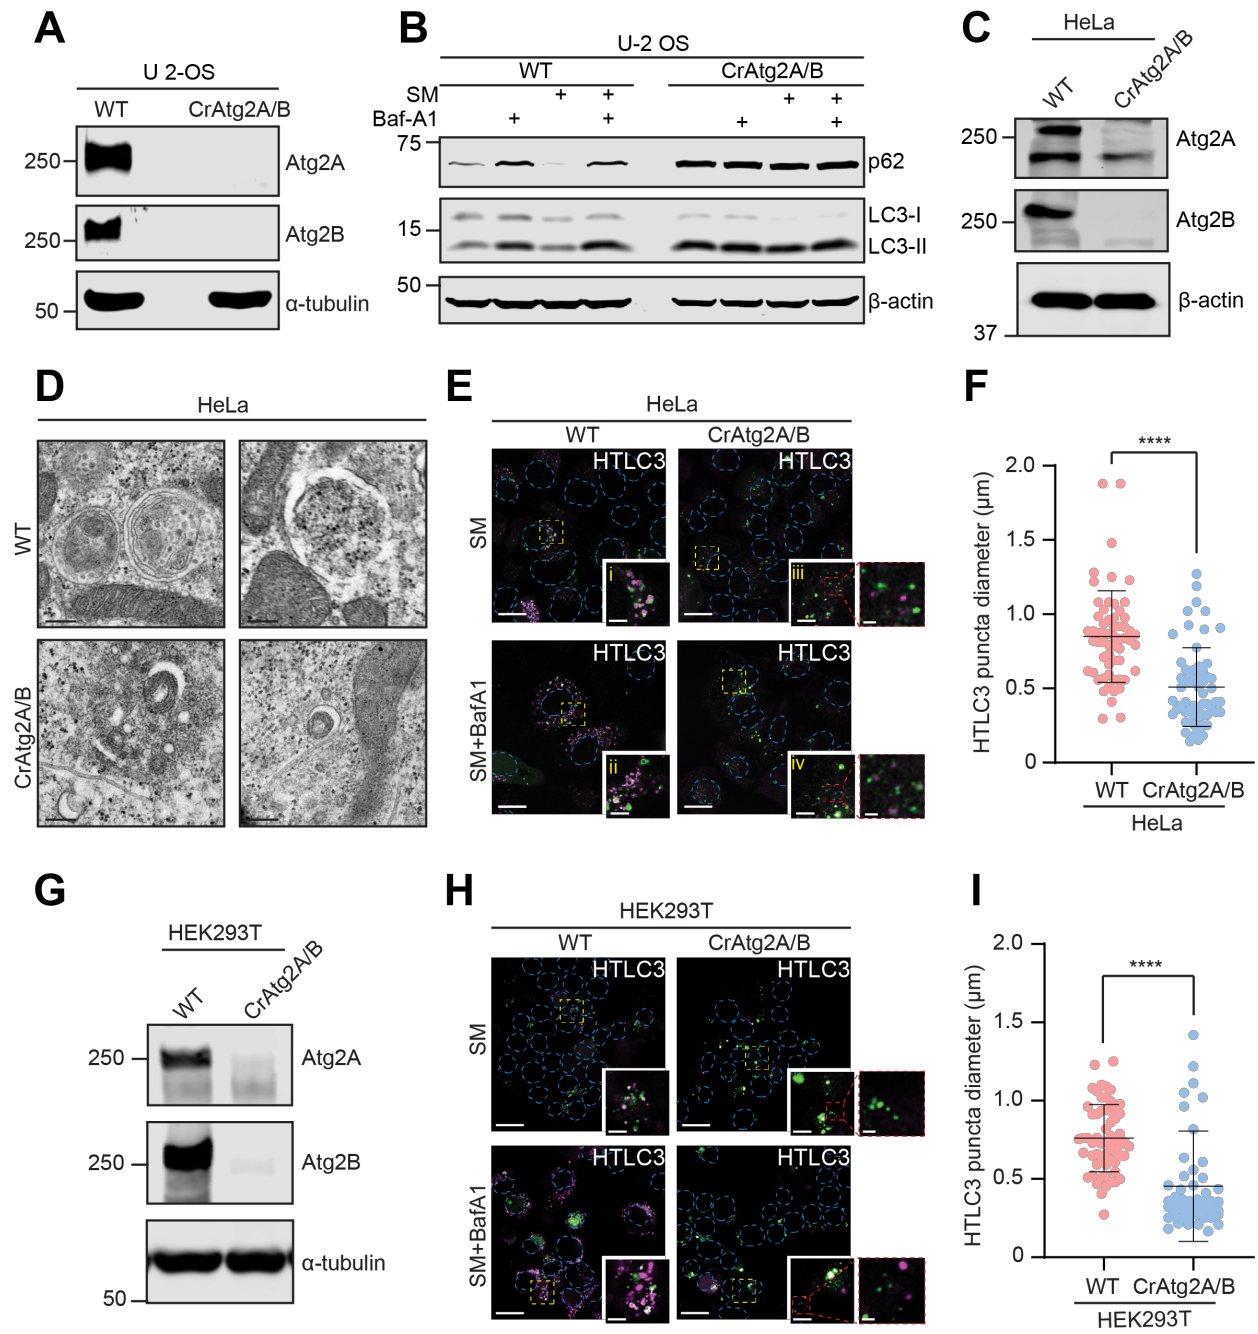 A
U 2-OS
WT CrAtg2A/B
250 Atg2A
250 Atg2B
50 α-tubulin
B
U-2 OS
WT CrAtg2A/B
SM + + + +
Baf-A1 + + + +
75
p62
LC3-I
15
LC3-II
50
β-actin
C
HeLa
WT CrAtg2A/B
250 Atg2A
250 Atg2B
β-actin
37
D
HeLa
WT
CrAtg2A/B
E
HeLa
WT CrAtg2A/B
SM
HTLC3 HTLC3
i iii
SM+BafA1
HTLC3 HTLC3
ii iv
F
HTLC3 puncta diameter (μm)
****
2.0
1.5
1.0
0.5
0
WT CrAtg2A/B
HeLa
G
HEK293T
WT CrAtg2A/B
250 Atg2A
250 Atg2B
α-tubulin
50
H
HEK293T
WT CrAtg2A/B
SM
HTLC3 HTLC3
SM+BafA1
HTLC3 HTLC3
I
HTLC3 puncta diameter (μm)
2.0
****
1.5
1.0
0.5
0
WT CrAtg2A/B
HEK293T